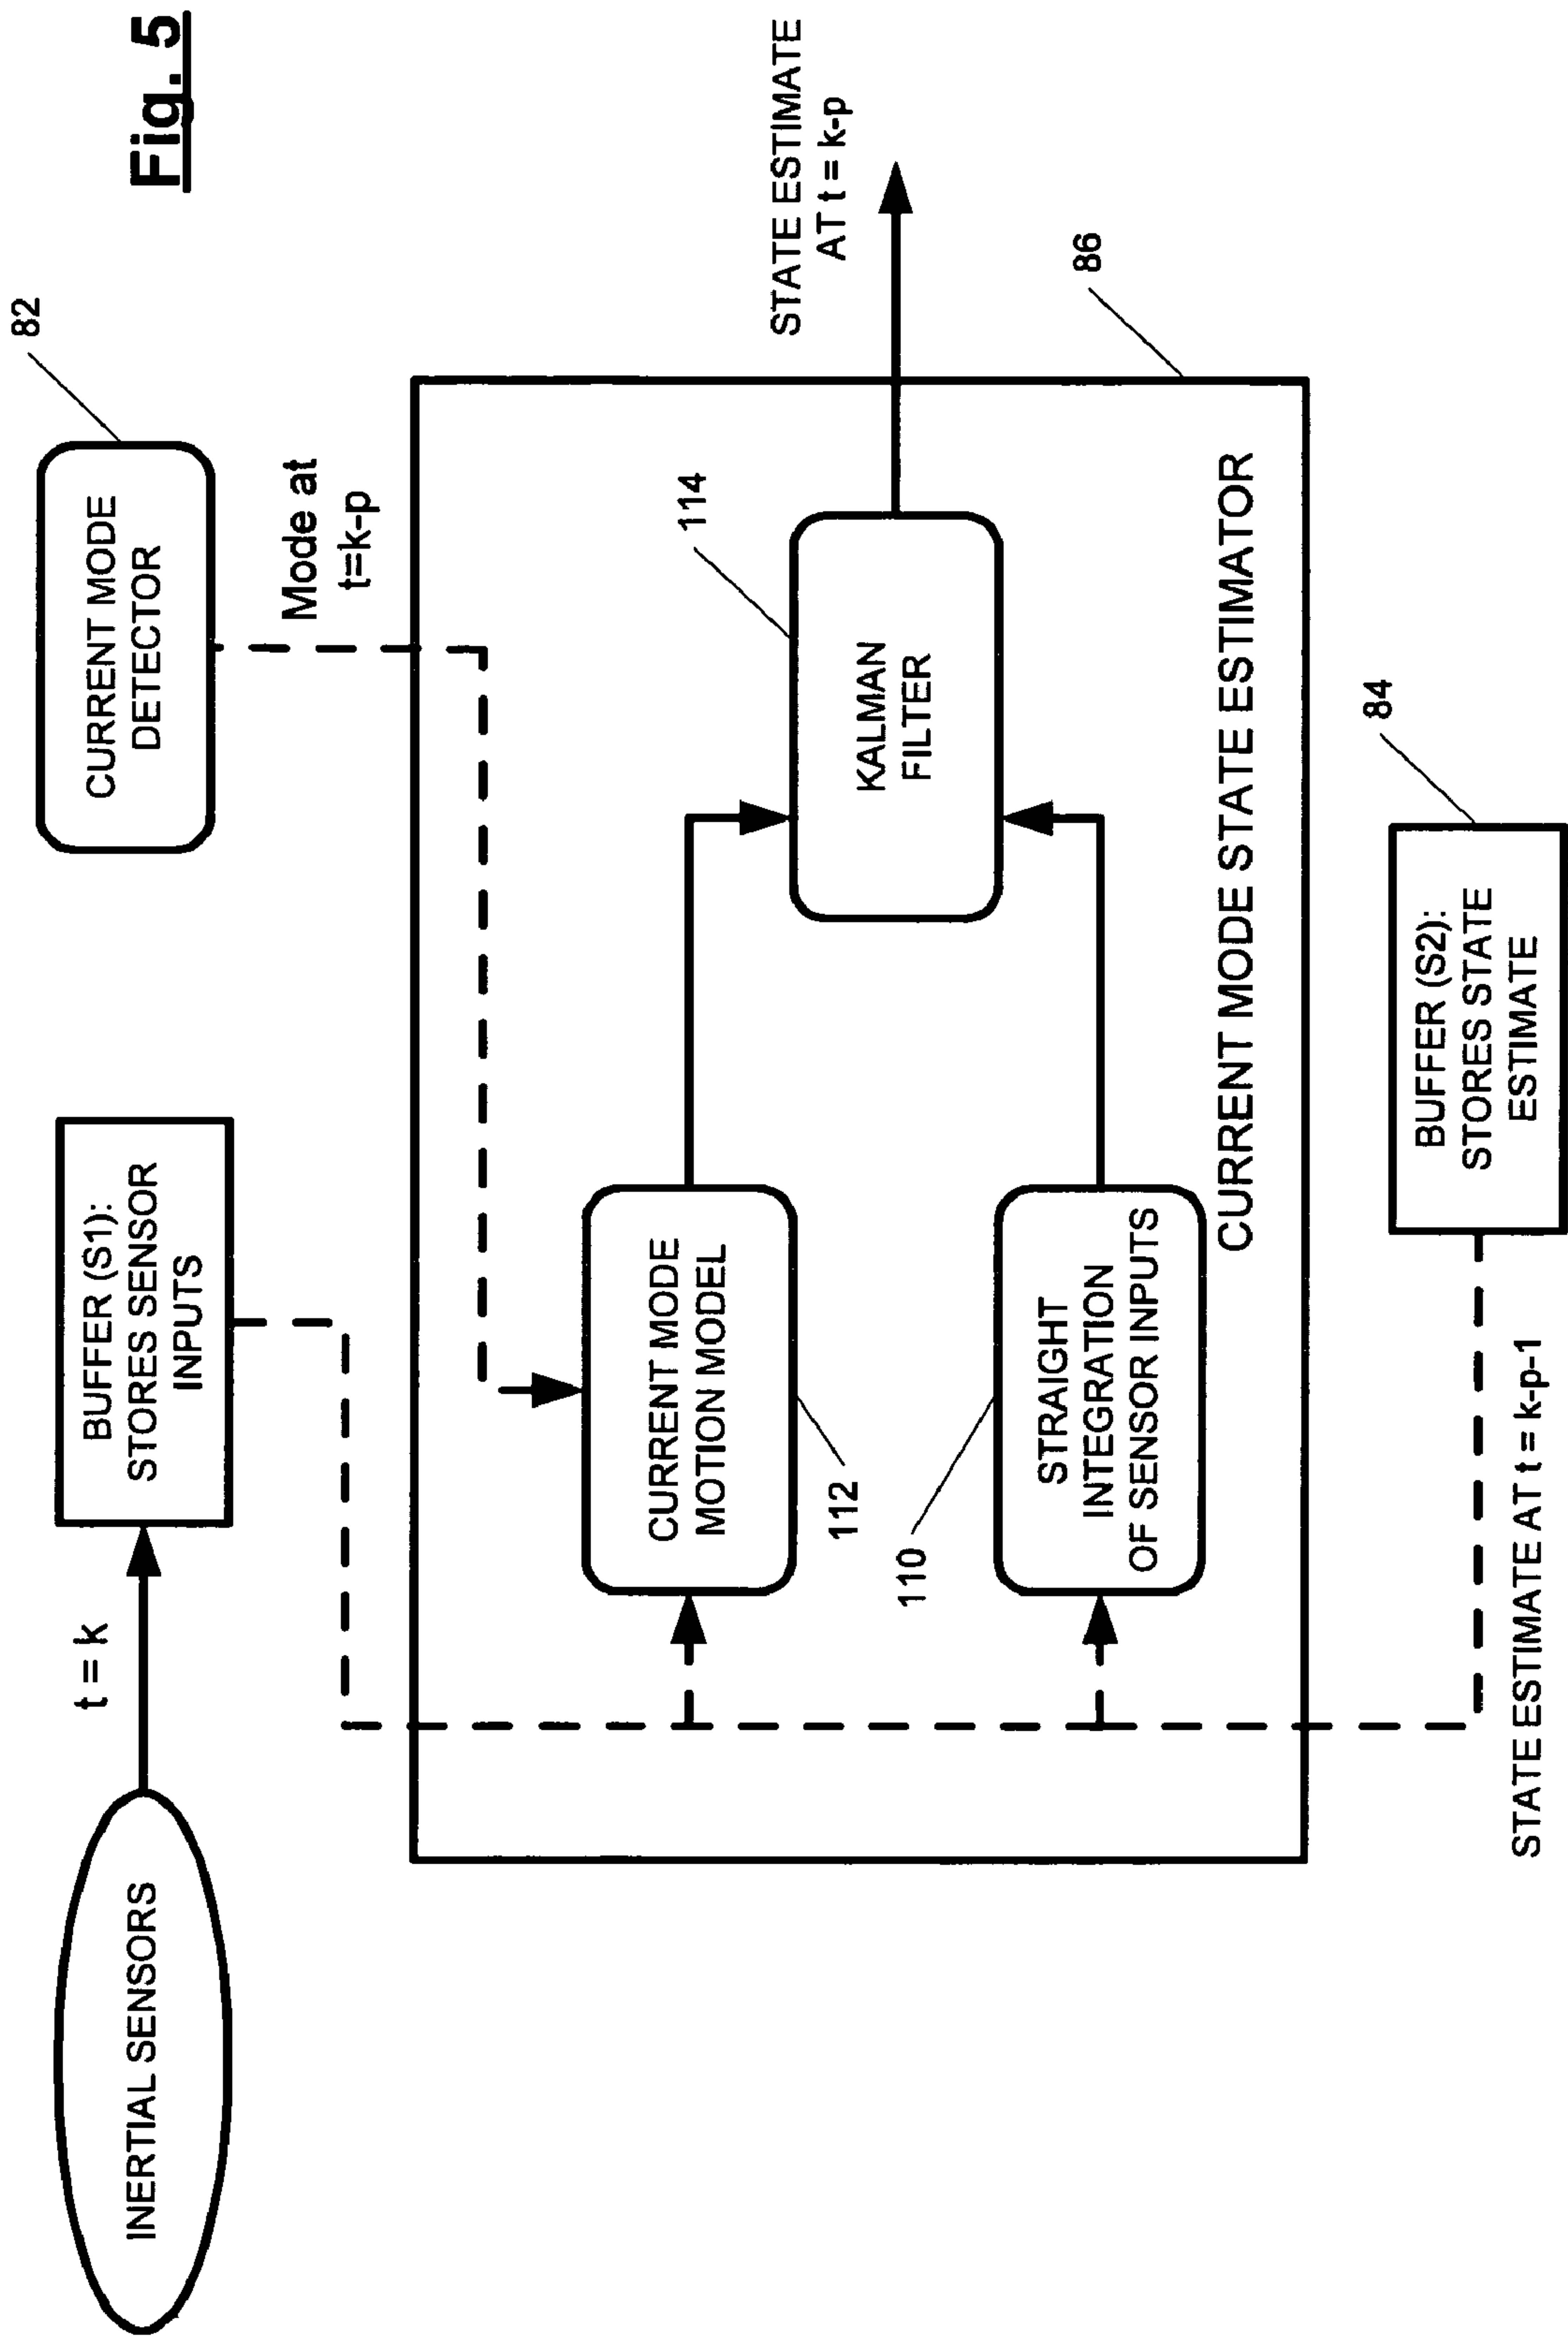 Fig. 5
INERTIAL SENSORS
t = k
BUFFER (S1):
STORES SENSOR
INPUTS
CURRENT MODE
DETECTOR
82
Mode at
t=k-p
CURRENT MODE
MOTION MODEL
112
STRAIGHT
INTEGRATION
OF SENSOR INPUTS
110
KALMAN
FILTER
114
STATE ESTIMATE
AT t = k-p
86
CURRENT MODE STATE ESTIMATOR
BUFFER (S2):
STORES STATE
ESTIMATE
84
STATE ESTIMATE AT t = k-p-1